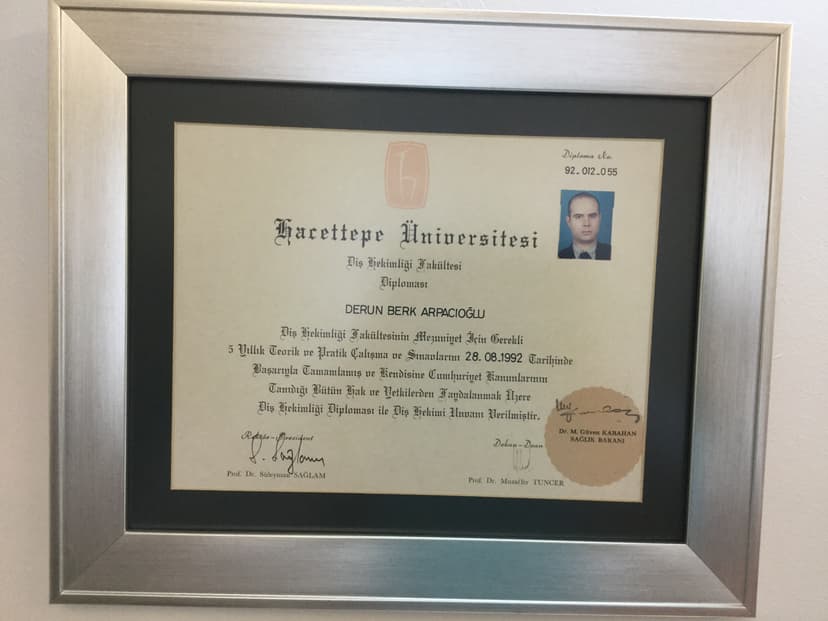 Diploma No.
92.012.055
h
Hacettepe Üniversitesi
Diş Hekimliği Fakültesi
Diploması
DERUN BERK ARPACIOĞLU
Diş Hekimliği Fakültesinin Mezuniyet İçin Gerekli
5 Yıllık Teorik ve Pratik Çalışma ve Sınavlarını 28.08.1992 Tarihinde
Başarıyla Tamamlamış ve Kendisine Cumhuriyet Kanunlarının
Tanıdığı Bütün Hak ve Yetkilerden Faydalanmak Üzere
Diş Hekimliği Diploması ile Diş Hekimi Unvanı Verilmiştir.
Rektör-President
Prof. Dr. Süleyman SAĞLAM
Dekan-Dean
Prof. Dr. Muzaffer TUNCER
Dr. M. Güven KARAHAN
SAĞLIK BAKANI